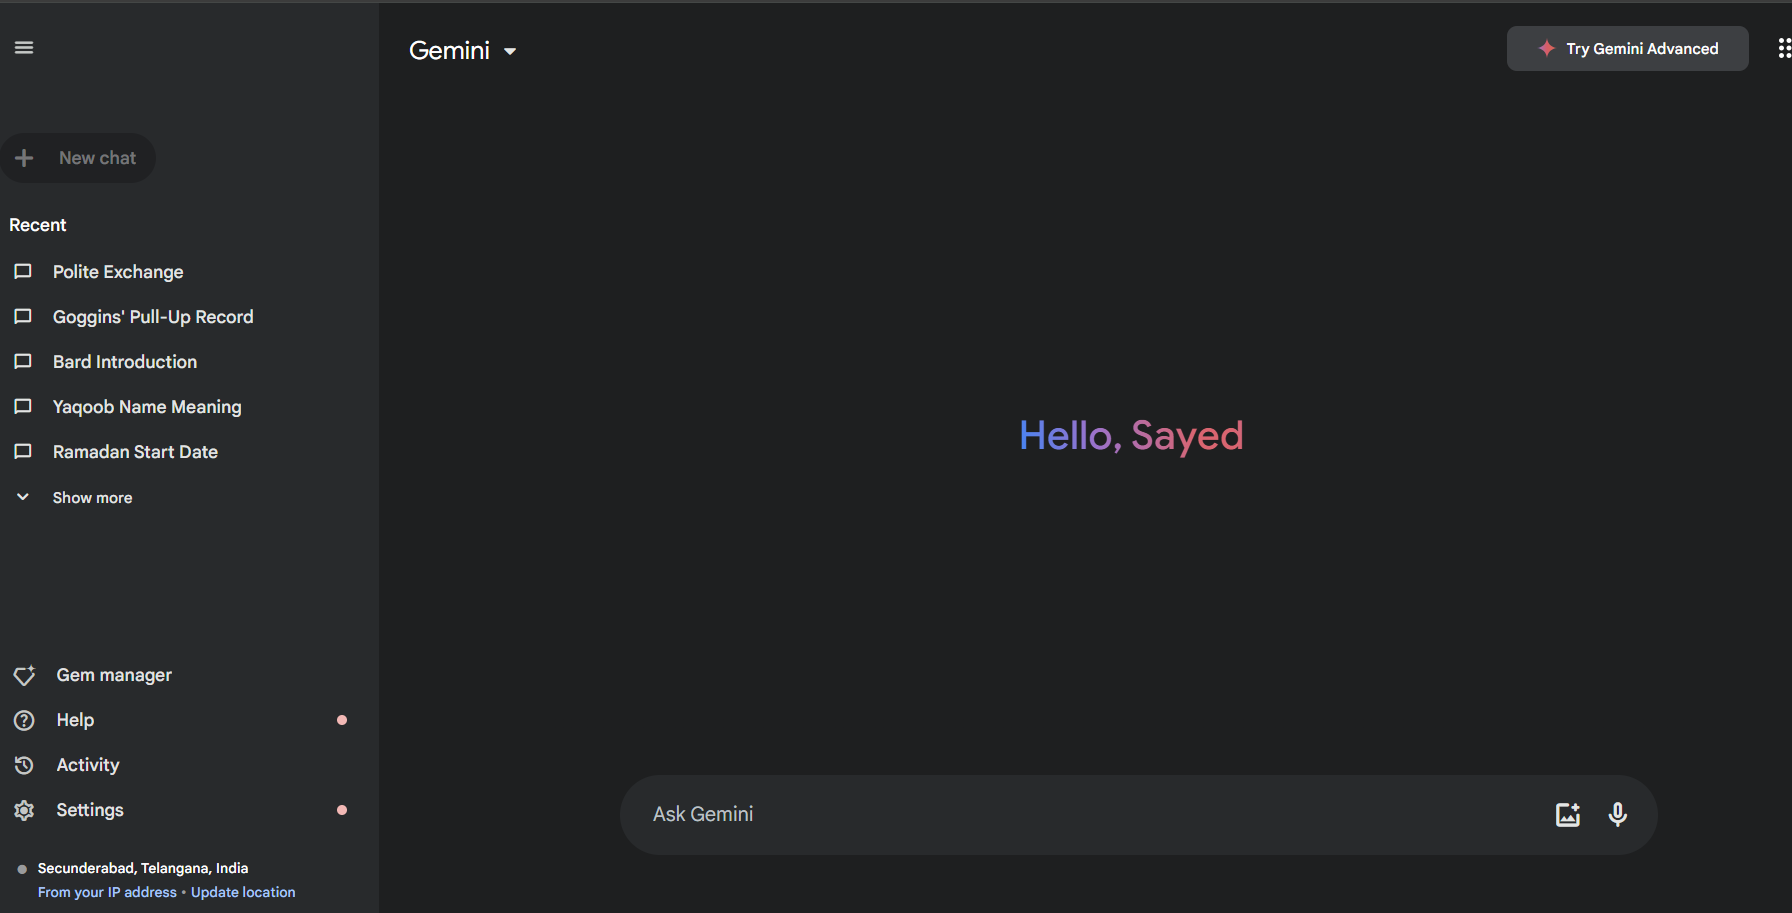 Gemini
Try Gemini Advanced
New chat
Recent
Polite Exchange
Goggins' Pull-Up Record
Bard Introduction
Yaqoob Name Meaning
Ramadan Start Date
Show more
Hello, Sayed
Gem manager
Help
Activity
Settings
Ask Gemini
Secunderabad, Telangana, India
From your IP address • Update location